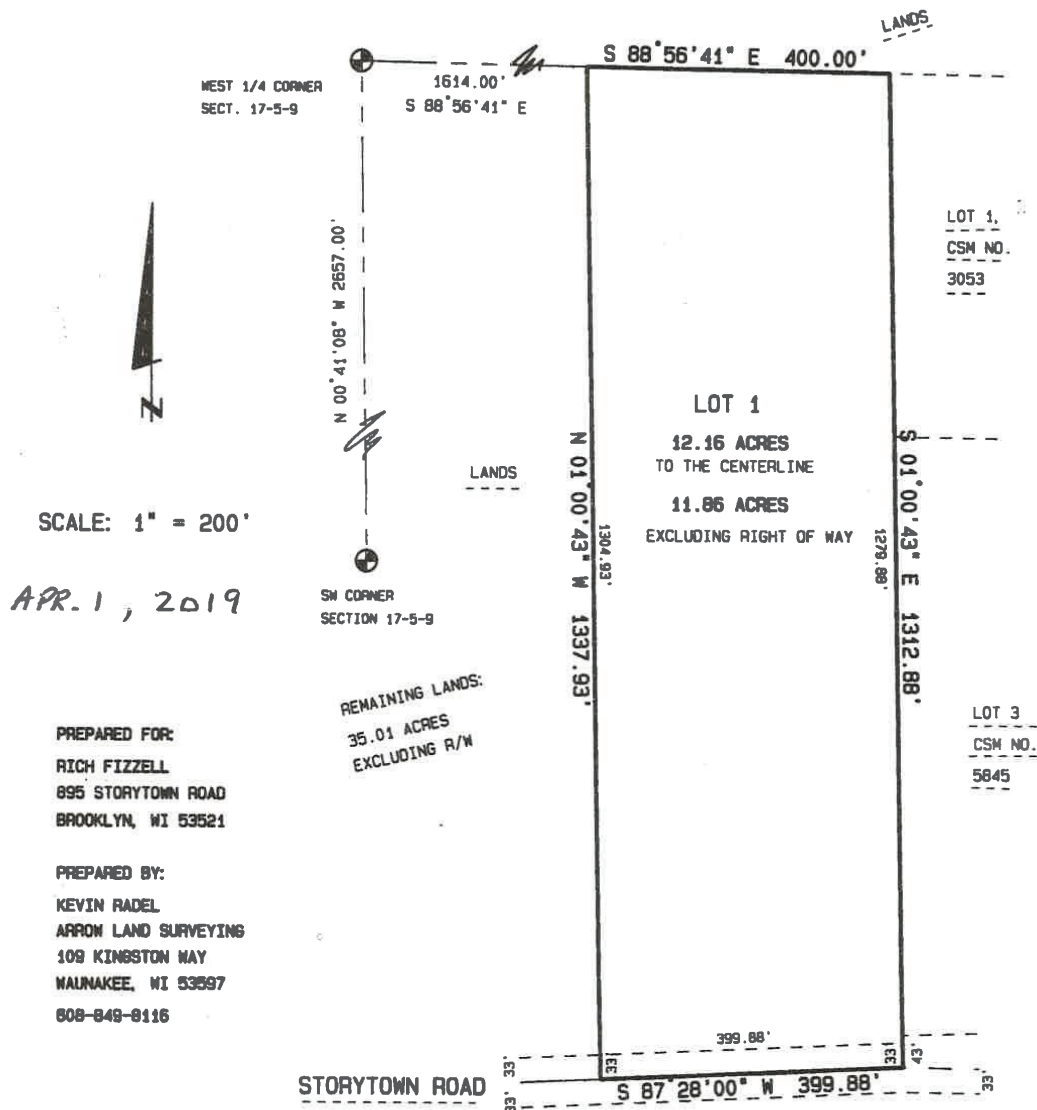 LANDS
S 88°56'41" E 400.00'
WEST 1/4 CORNER
SECT. 17-5-9
1614.00'
S 88°56'41" E
N 00°41'08" W 2657.00'
LOT 1,
CSM NO.
3053
N
LOT 1
12.16 ACRES
TO THE CENTERLINE
11.86 ACRES
EXCLUDING RIGHT OF WAY
LANDS
N 01°00'43" W 1337.93'
1304.93'
1279.88'
S 01°00'43" E 1312.88'
SCALE: 1" = 200'
APR. 1, 2019
SW CORNER
SECTION 17-5-9
REMAINING LANDS:
35.01 ACRES
EXCLUDING R/W
LOT 3
CSM NO.
5845
PREPARED FOR:
RICH FIZZELL
895 STORYTOWN ROAD
BROOKLYN, WI 53521
PREPARED BY:
KEVIN RADEL
ARROW LAND SURVEYING
109 KINGSTON WAY
WAUNAKEE, WI 53597
608-849-8116
399.88'
33'
33'
33'
43'
STORYTOWN ROAD
S 87°28'00" W 399.88'
33'
33'